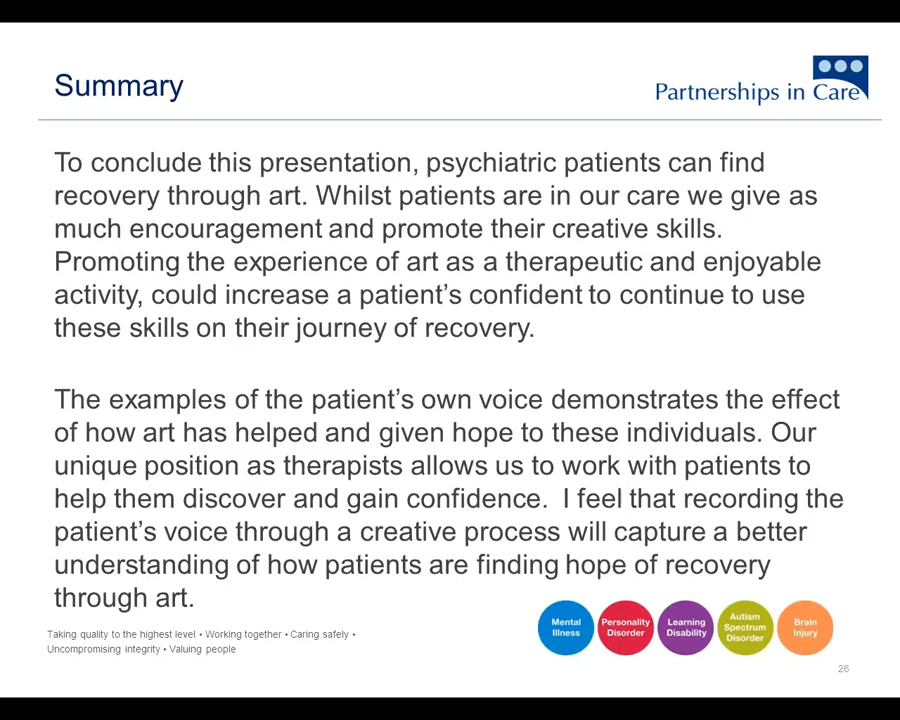 Summary
Partnerships in Care
To conclude this presentation, psychiatric patients can find
recovery through art. Whilst patients are in our care we give as
much encouragement and promote their creative skills.
Promoting the experience of art as a therapeutic and enjoyable
activity, could increase a patient’s confident to continue to use
these skills on their journey of recovery.
The examples of the patient’s own voice demonstrates the effect
of how art has helped and given hope to these individuals. Our
unique position as therapists allows us to work with patients to
help them discover and gain confidence.  I feel that recording the
patient’s voice through a creative process will capture a better
understanding of how patients are finding hope of recovery
through art.
Taking quality to the highest level • Working together • Caring safely •
Uncompromising integrity • Valuing people
Mental
Illness
Personality
Disorder
Learning
Disability
Autism
Spectrum
Disorder
Brain
Injury
26